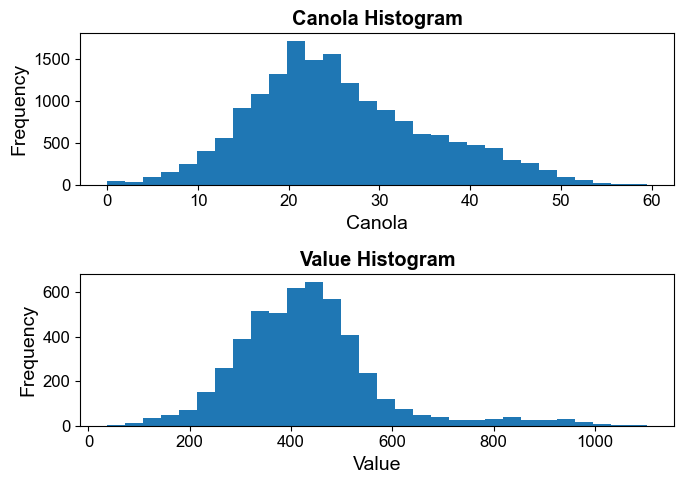 Canola Histogram
1500
1000
500
0
Frequency
0 10 20 30 40 50 60
Canola
Value Histogram
600
400
200
0
Frequency
0 200 400 600 800 1000
Value